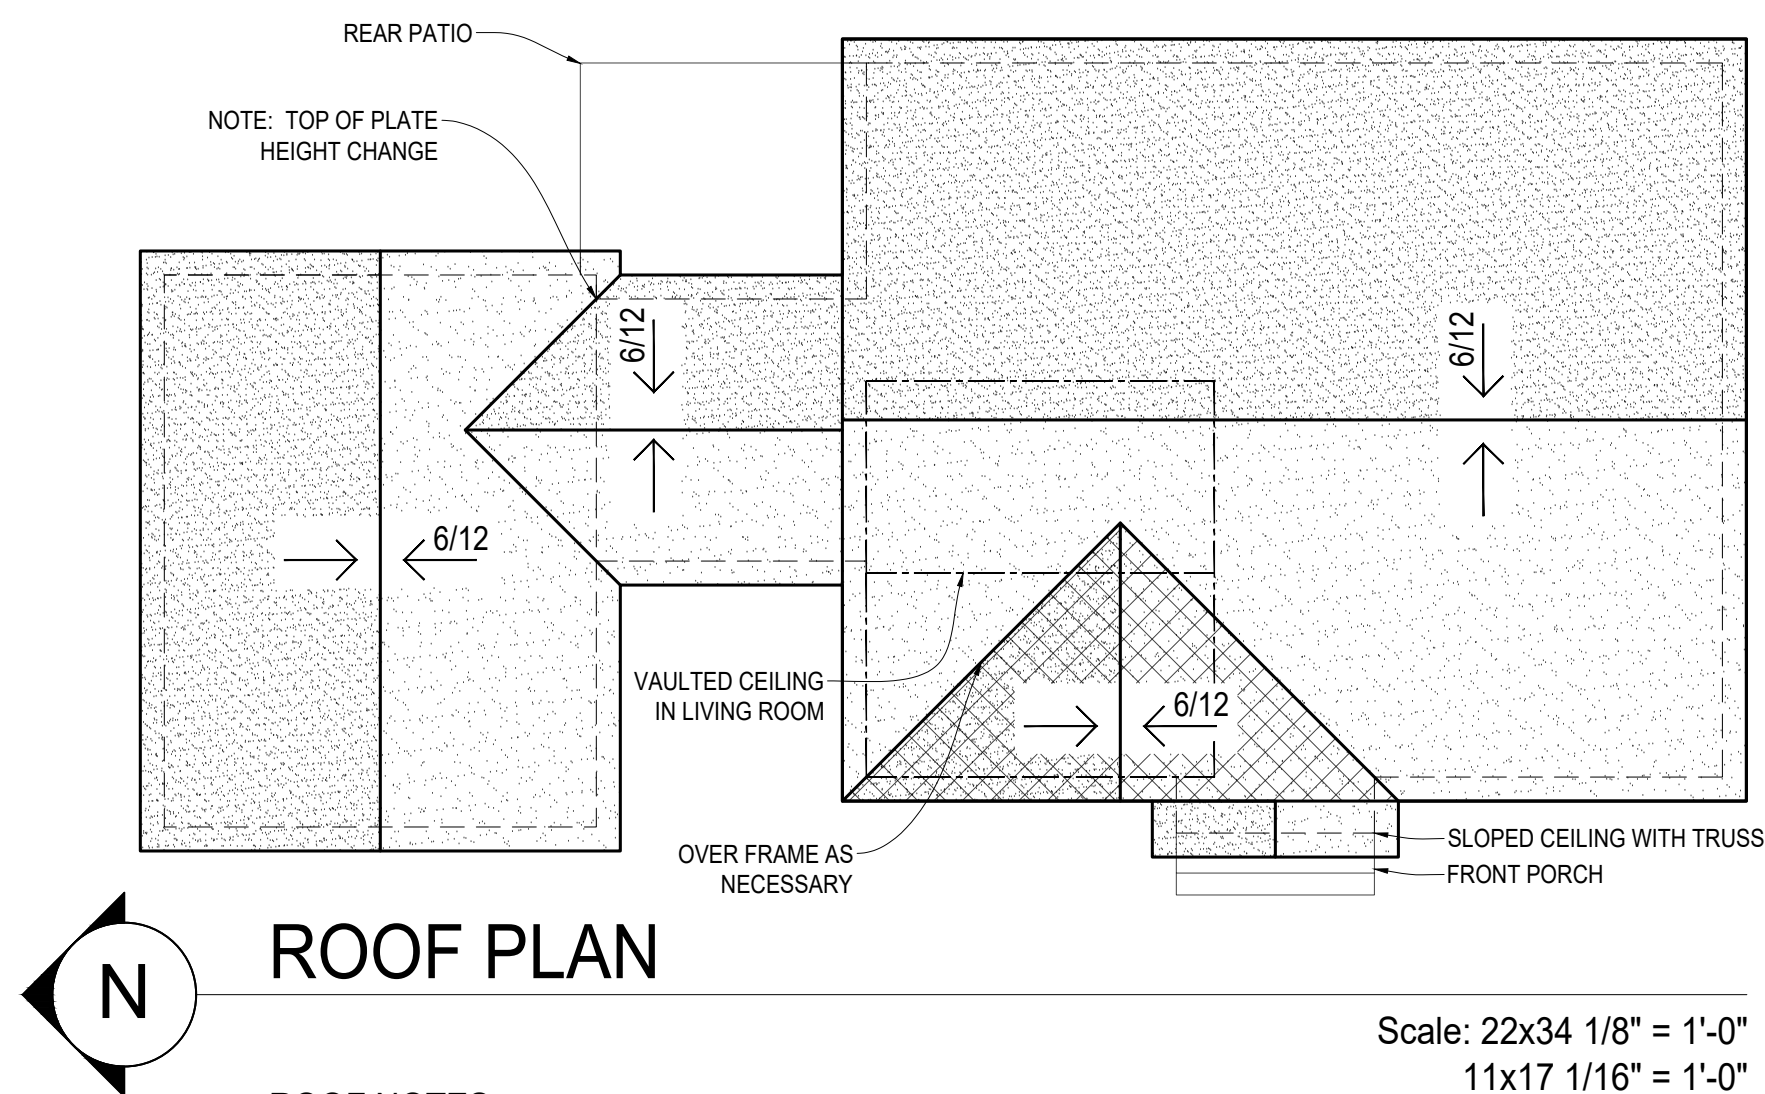 REAR PATIO
NOTE: TOP OF PLATE
HEIGHT CHANGE
6/12
6/12
6/12
VAULTED CEILING
IN LIVING ROOM
6/12
OVER FRAME AS
NECESSARY
SLOPED CEILING WITH TRUSS
FRONT PORCH
N
ROOF PLAN
Scale: 22x34 1/8" = 1'-0"
11x17 1/16" = 1'-0"
ROOF NOTES